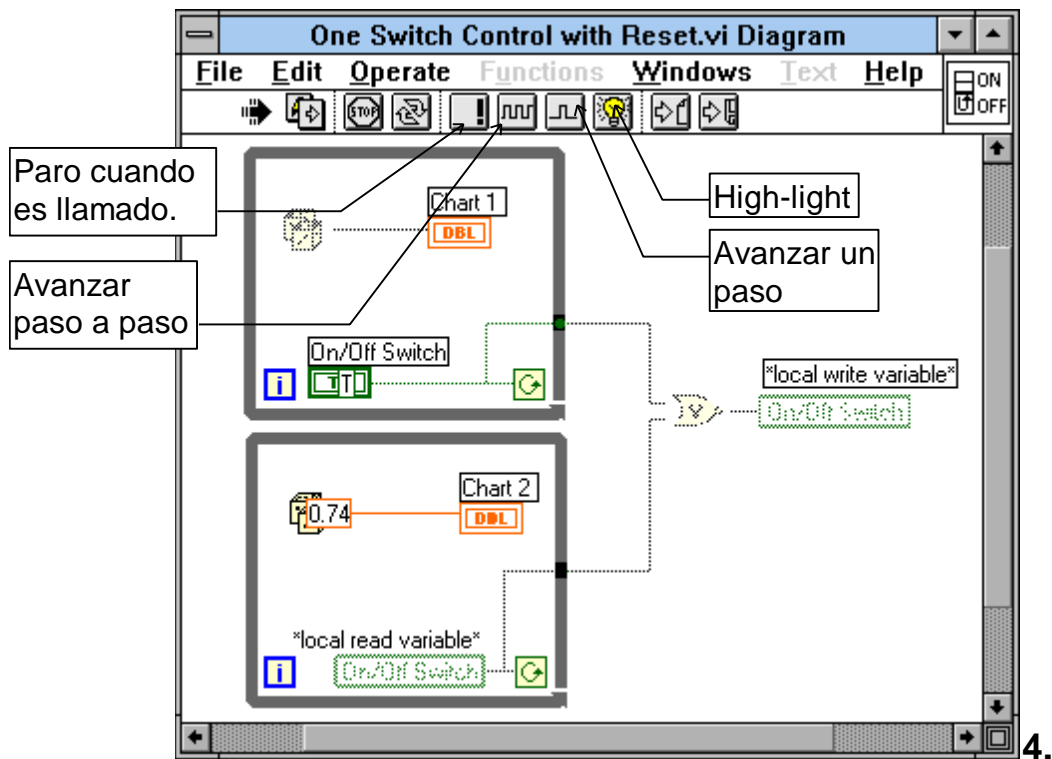 One Switch Control with Reset.vi Diagram
File Edit Operate Functions Windows Text Help
ON
OFF
STOP
Paro cuando
es llamado.
High-light
Avanzar un
paso
Avanzar
paso a paso
Chart 1
DBL
On/Off Switch
i
T
*local write variable*
On/Off Switch
Chart 2
0.74
DBL
*local read variable*
i
On/Off Switch
4.